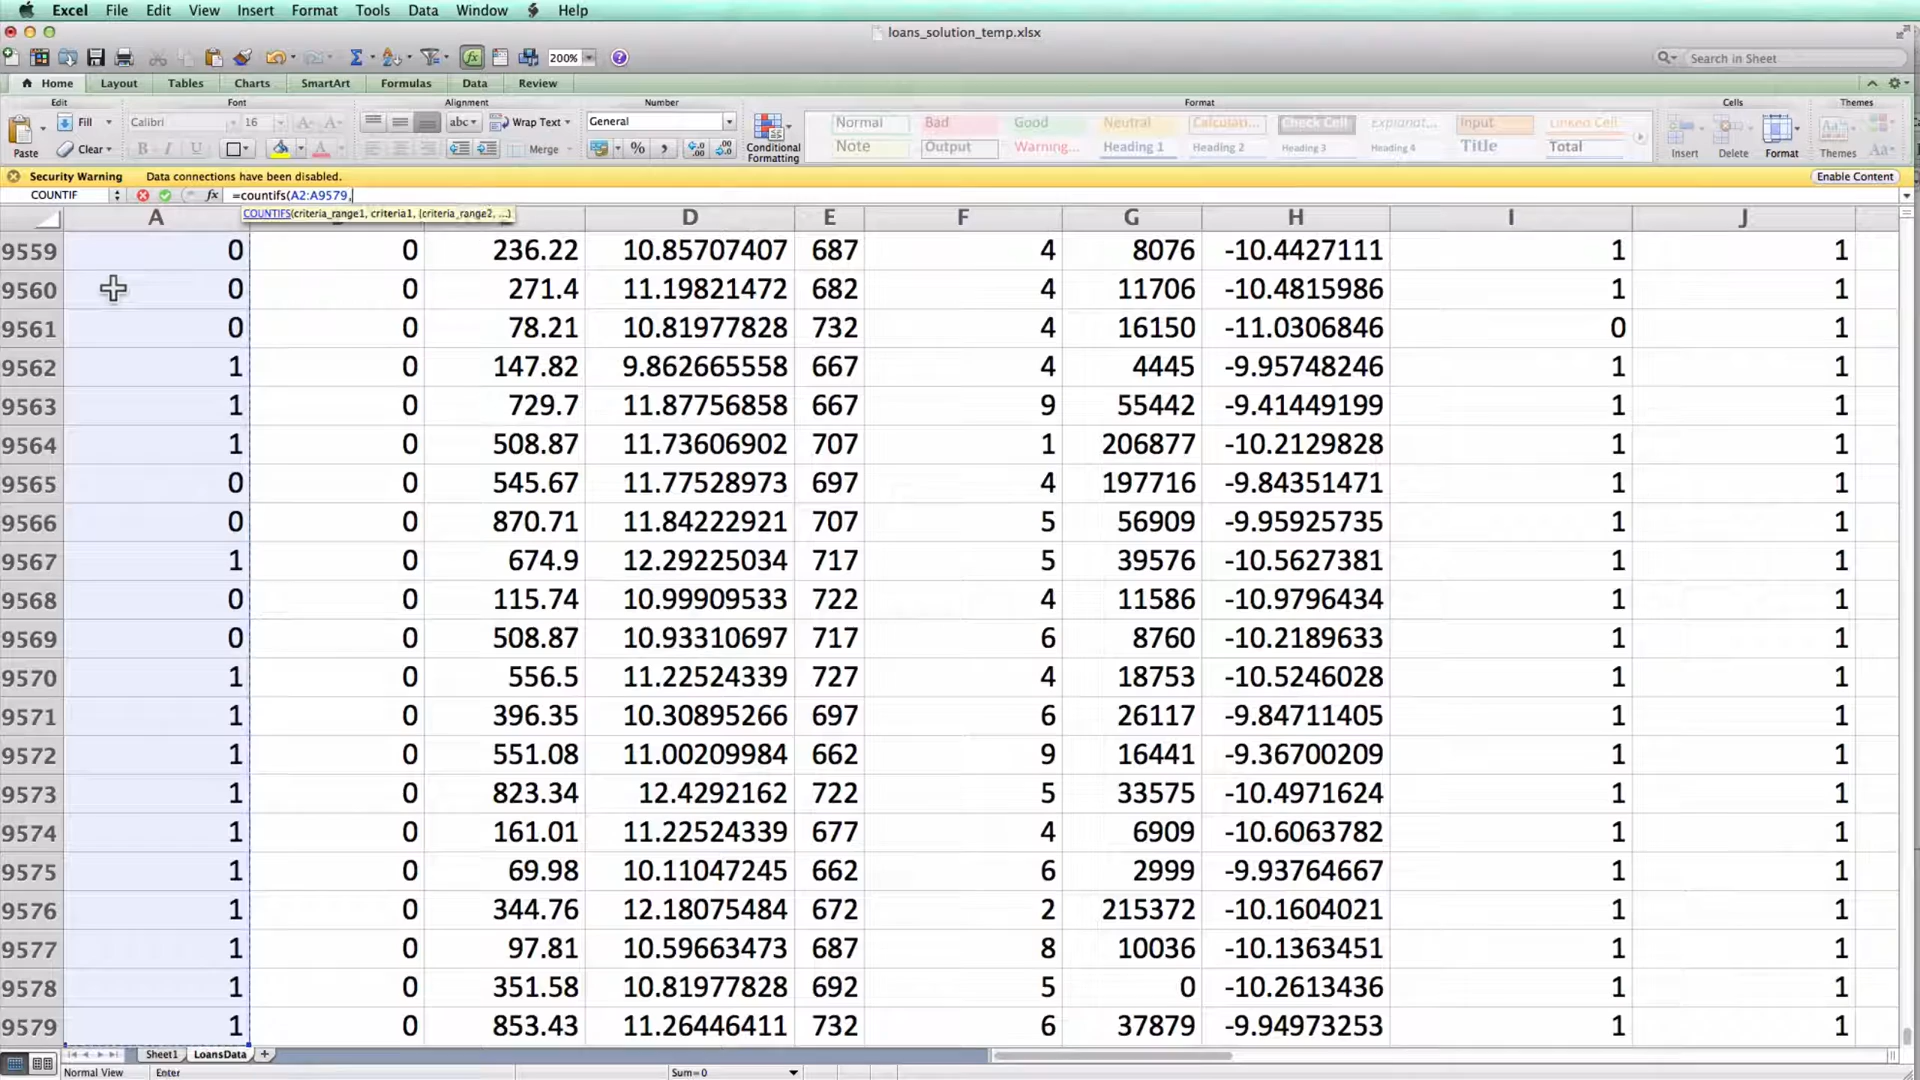 Excel File Edit View Insert Format Tools Data Window Help
loans_solution_temp.xlsx
200% Search in Sheet
Home Layout Tables Charts SmartArt Formulas Data Review
Edit Font Alignment Number Format Cells Themes
Fill Calibri 16 abc Wrap Text General Normal Bad Good Neutral Calculati... Check Cell Explanat... Input Linked Cell
Paste Clear B I U A Merge % Conditional Formatting Note Output Warning... Heading 1 Heading 2 Heading 3 Heading 4 Title Total Insert Delete Format Themes Aa
Security Warning Data connections have been disabled. Enable Content
COUNTIF fx =countifs(A2:A9579,
COUNTIFS(criteria_range1, criteria1, [criteria_range2, ...)
A D E F G H I J
9559 0 0 236.22 10.85707407 687 4 8076 -10.4427111 1 1
9560 0 0 271.4 11.19821472 682 4 11706 -10.4815986 1 1
9561 0 0 78.21 10.81977828 732 4 16150 -11.0306846 0 1
9562 1 0 147.82 9.862665558 667 4 4445 -9.95748246 1 1
9563 1 0 729.7 11.87756858 667 9 55442 -9.41449199 1 1
9564 1 0 508.87 11.73606902 707 1 206877 -10.2129828 1 1
9565 0 0 545.67 11.77528973 697 4 197716 -9.84351471 1 1
9566 0 0 870.71 11.84222921 707 5 56909 -9.95925735 1 1
9567 1 0 674.9 12.29225034 717 5 39576 -10.5627381 1 1
9568 0 0 115.74 10.99909533 722 4 11586 -10.9796434 1 1
9569 0 0 508.87 10.93310697 717 6 8760 -10.2189633 1 1
9570 1 0 556.5 11.22524339 727 4 18753 -10.5246028 1 1
9571 1 0 396.35 10.30895266 697 6 26117 -9.84711405 1 1
9572 1 0 551.08 11.00209984 662 9 16441 -9.36700209 1 1
9573 1 0 823.34 12.4292162 722 5 33575 -10.4971624 1 1
9574 1 0 161.01 11.22524339 677 4 6909 -10.6063782 1 1
9575 1 0 69.98 10.11047245 662 6 2999 -9.93764667 1 1
9576 1 0 344.76 12.18075484 672 2 215372 -10.1604021 1 1
9577 1 0 97.81 10.59663473 687 8 10036 -10.1363451 1 1
9578 1 0 351.58 10.81977828 692 5 0 -10.2613436 1 1
9579 1 0 853.43 11.26446411 732 6 37879 -9.94973253 1 1
Sheet1 LoansData
Normal View Enter Sum=0